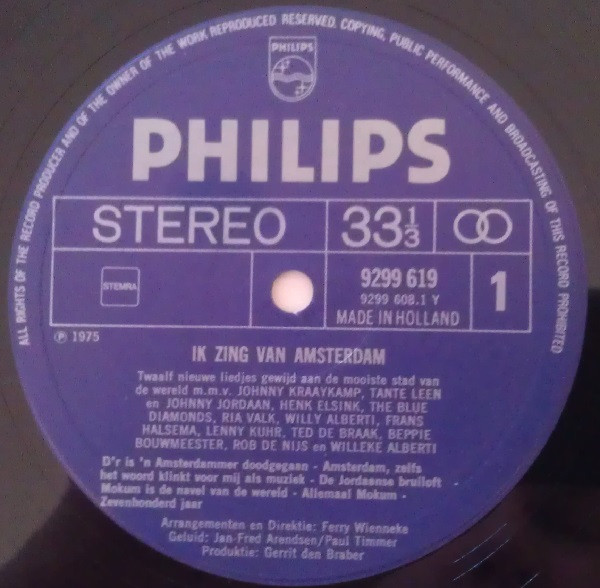 ALL RIGHTS OF THE RECORD PRODUCER AND OF THE OWNER OF THE WORK REPRODUCED RESERVED. COPYING, PUBLIC PERFORMANCE AND BROADCASTING OF THIS RECORD PROHIBITED
PHILIPS
PHILIPS
STEREO 33⅓
STEMRA 9299 619 1
9299 608.1 Y
MADE IN HOLLAND
℗ 1975
IK ZING VAN AMSTERDAM
Twaalf nieuwe liedjes gewijd aan de mooiste stad van
de wereld m.m.v. JOHNNY KRAAYKAMP, TANTE LEEN
en JOHNNY JORDAAN, HENK ELSINK, THE BLUE
DIAMONDS, RIA VALK, WILLY ALBERTI, FRANS
HALSEMA, LENNY KUHR, TED DE BRAAK, BEPPIE
BOUWMEESTER, ROB DE NIJS en WILLEKE ALBERTI
D'r is 'n Amsterdammer doodgegaan - Amsterdam, zelfs
het woord klinkt voor mij als muziek - De Jordaanse bruiloft -
Mokum is de navel van de wereld - Allemaal Mokum -
Zevenhonderd jaar
Arrangementen en Direktie: Ferry Wienneke
Geluid: Jan-Fred Arendsen/Paul Timmer
Produktie: Gerrit den Braber